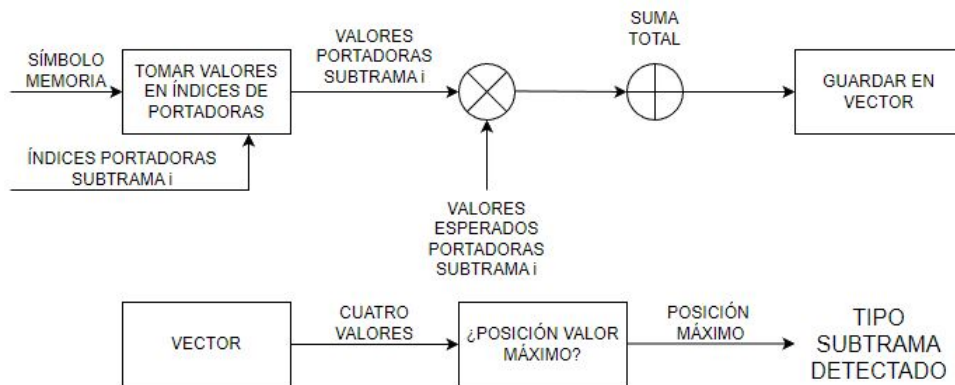 SÍMBOLO
MEMORIA
TOMAR VALORES
EN ÍNDICES DE
PORTADORAS
VALORES
PORTADORAS
SUBTRAMA i
SUMA
TOTAL
GUARDAR EN
VECTOR
ÍNDICES PORTADORAS
SUBTRAMA i
VALORES
ESPERADOS
PORTADORAS
SUBTRAMA i
VECTOR
CUATRO
VALORES
¿POSICIÓN VALOR
MÁXIMO?
POSICIÓN
MÁXIMO
TIPO
SUBTRAMA
DETECTADO